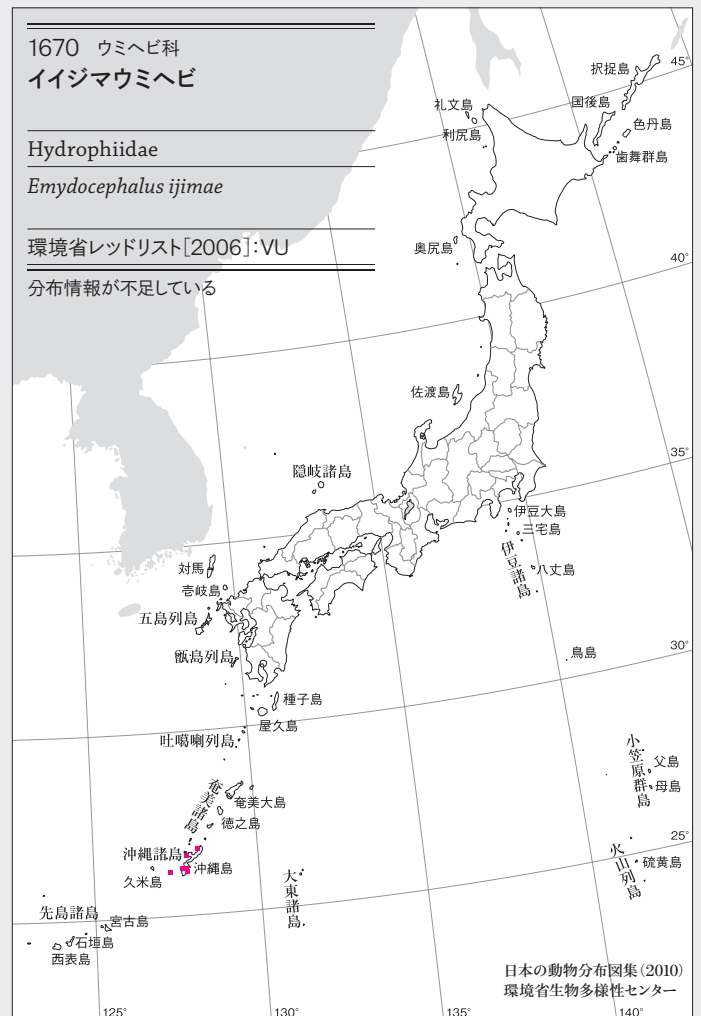 1670 ウミヘビ科
イイジマウミヘビ
Hydrophiidae
Emydocephalus ijimae
環境省レッドリスト[2006]:VU
分布情報が不足している
択捉島
45°
国後島
礼文島
色丹島
利尻島
歯舞群島
奥尻島
40°
佐渡島
35°
隠岐諸島
伊豆大島
三宅島
伊豆諸島
八丈島
対馬
壱岐島
五島列島
甑島列島
鳥島
30°
種子島
屋久島
吐噶喇列島
小笠原群島
父島
母島
奄美諸島
奄美大島
徳之島
25°
沖縄諸島
沖縄島
久米島
火山列島
硫黄島
大東諸島
先島諸島
宮古島
石垣島
西表島
日本の動物分布図集(2010)
環境省生物多様性センター
125°
130°
135°
140°